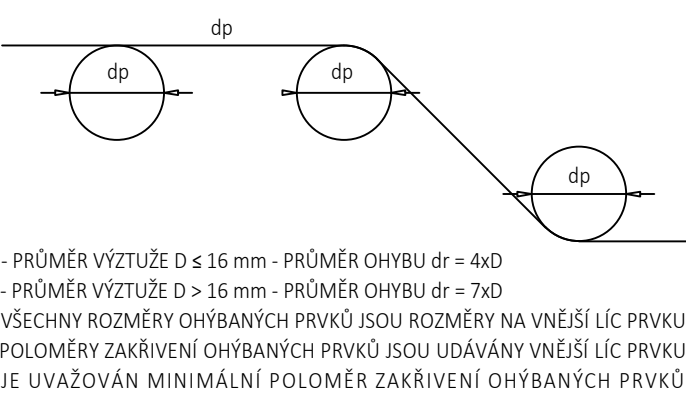 dp
dp
dp
dp
- PRŮMĚR VÝZTUŽE D ≤ 16 mm - PRŮMĚR OHYBU dr = 4xD
- PRŮMĚR VÝZTUŽE D > 16 mm - PRŮMĚR OHYBU dr = 7xD
VŠECHNY ROZMĚRY OHÝBANÝCH PRVKŮ JSOU ROZMĚRY NA VNĚJŠÍ LÍC PRVKU
POLOMĚRY ZAKŘIVENÍ OHÝBANÝCH PRVKŮ JSOU UDÁVÁNY VNĚJŠÍ LÍC PRVKU
JE UVAŽOVÁN MINIMÁLNÍ POLOMĚR ZAKŘIVENÍ OHÝBANÝCH PRVKŮ